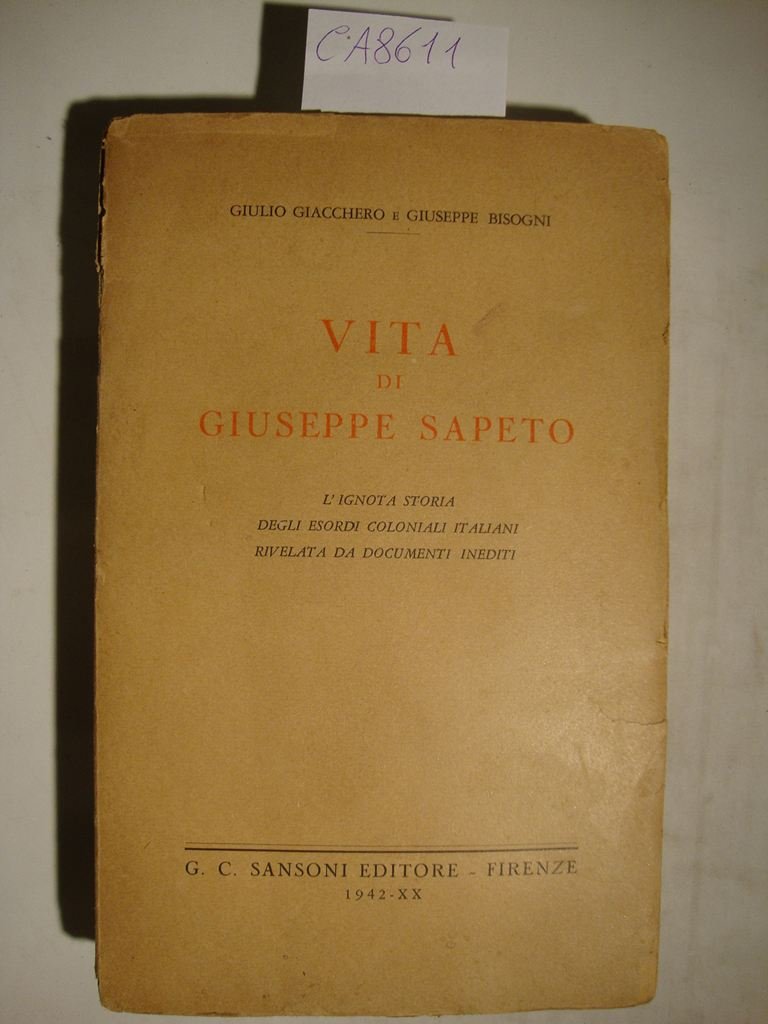 CA8611
GIULIO GIACCHERO E GIUSEPPE BISOGNI
VITA
DI
GIUSEPPE SAPETO
L'IGNOTA STORIA
DEGLI ESORDI COLONIALI ITALIANI
RIVELATA DA DOCUMENTI INEDITI
G. C. SANSONI EDITORE - FIRENZE
1942-XX